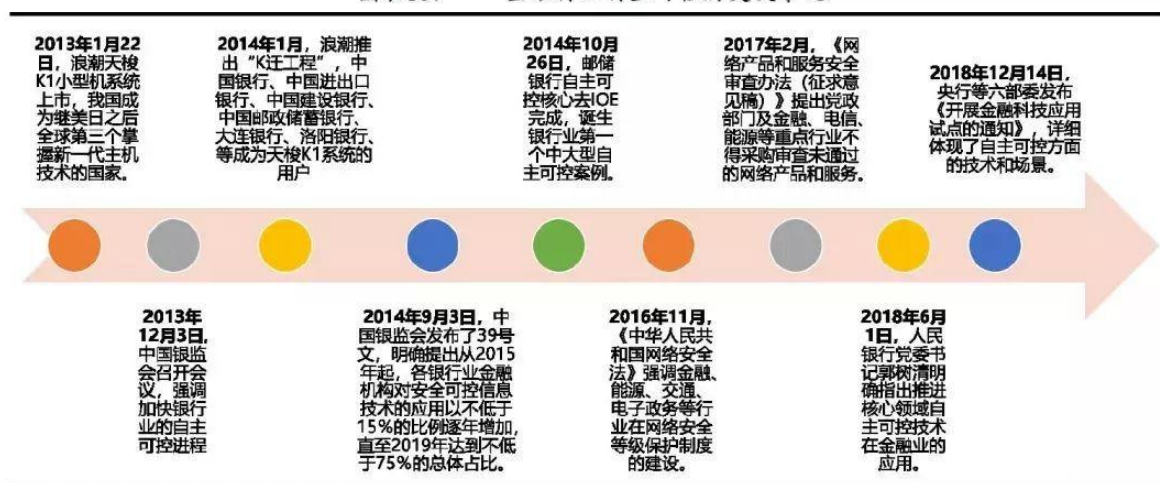 2013年1月22
日，浪潮天梭
K1小型机系统
上市，我国成
为继美日之后
全球第三个掌
握新一代主机
技术的国家。
2014年1月，浪潮推
出“K迁工程”，中
国银行、中国进出口
银行、中国建设银行、
中国邮政储蓄银行、
大连银行、洛阳银行、
等成为天梭K1系统的
用户
2014年10月
26日，邮储
银行自主可
控核心去IOE
完成，诞生
银行业第一
个中大型自
主可控案例。
2017年2月，《网
络产品和服务安全
审查办法（征求意
见稿）》提出党政
部门及金融、电信、
能源等重点行业不
得采购审查未通过
的网络产品和服务。
2018年12月14日，
央行等六部委发布
《开展金融科技应用
试点的通知》，详细
体现了自主可控方面
的技术和场景。
2013年
12月3日，
中国银监
会召开会
议，强调
加快银行
业的自主
可控进程
2014年9月3日，中
国银监会发布了39号
文，明确提出从2015
年起，各银行业金融
机构对安全可控信息
技术的应用以不低于
15%的比例逐年增加，
直至2019年达到不低
于75%的总体占比。
2016年11月，
《中华人民共
和国网络安全
法》强调金融、
能源、交通、
电子政务等行
业在网络安全
等级保护制度
的建设。
2018年6月
1日，人民
银行党委书
记郭树清明
确指出推进
核心领域自
主可控技术
在金融业的
应用。